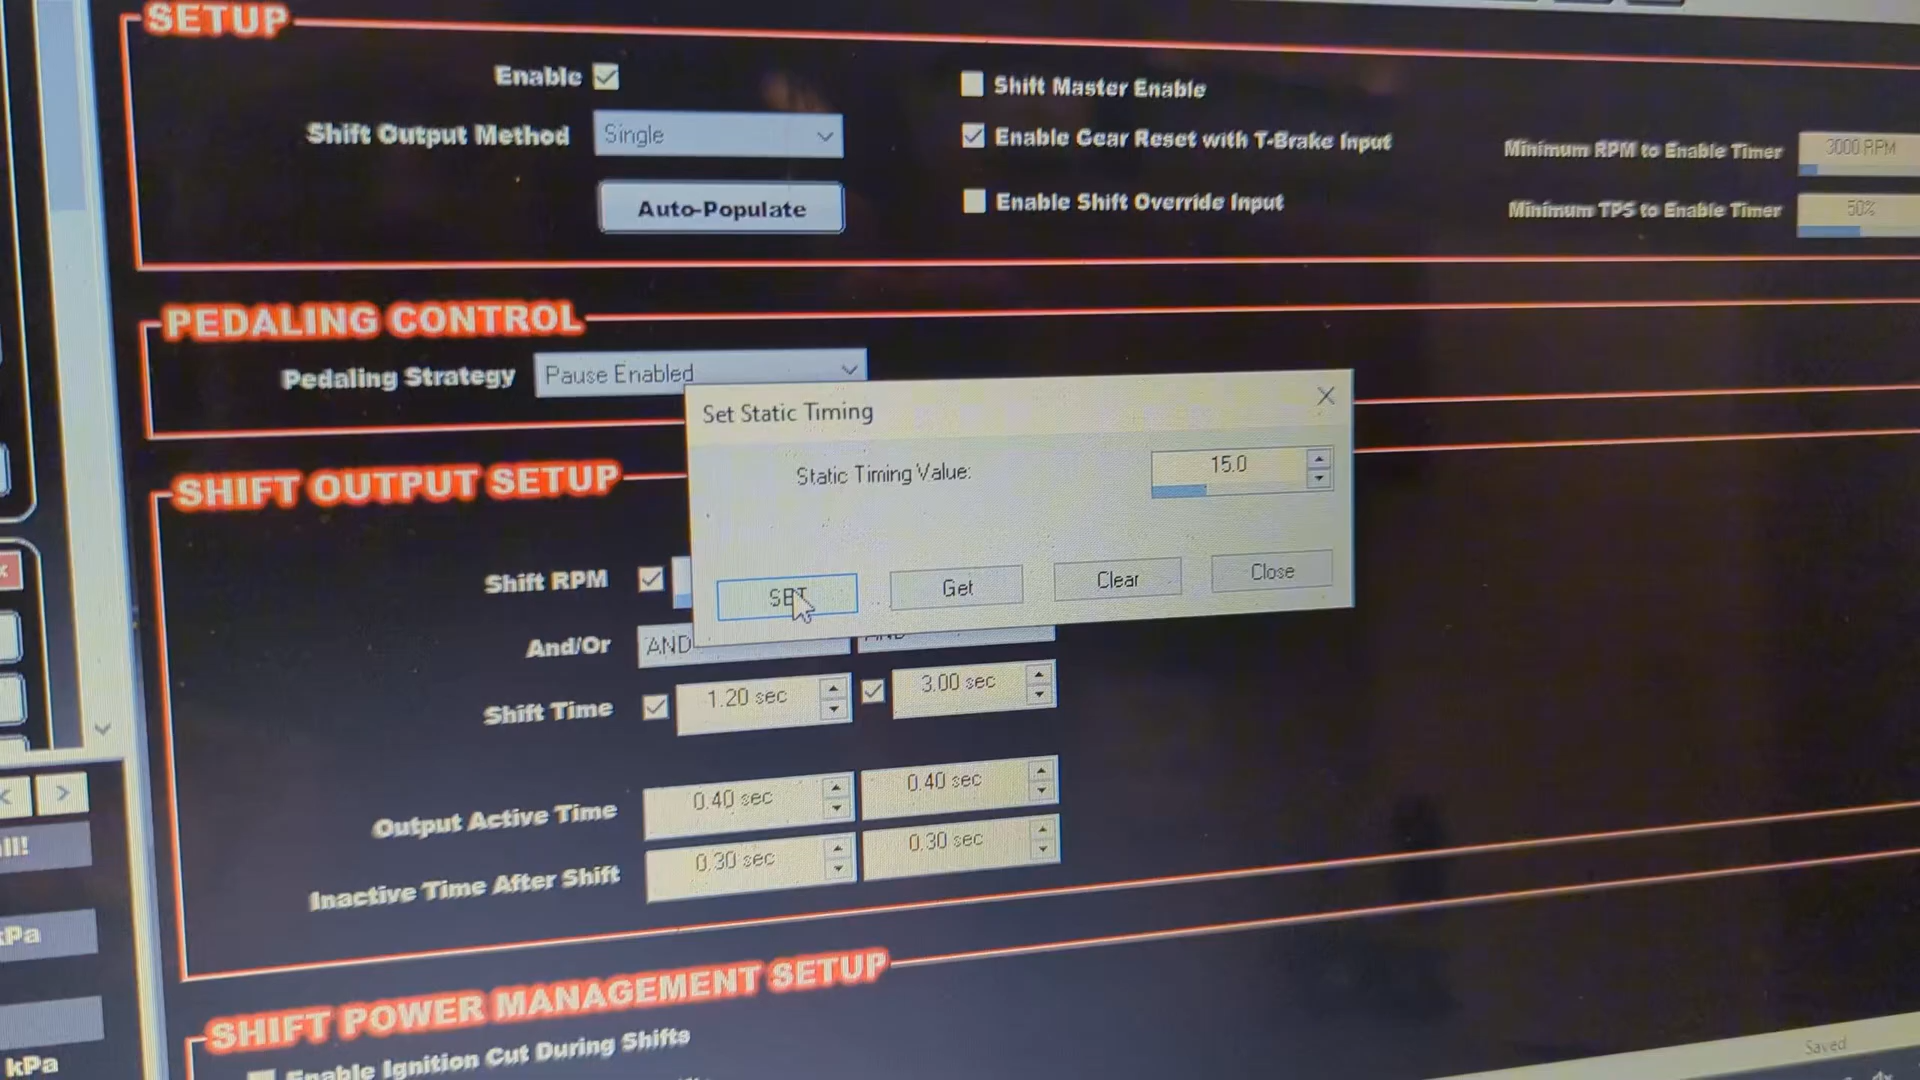 SETUP
Enable
Shift Output Method Single
Auto-Populate
Shift Master Enable
Enable Gear Reset with T-Brake Input
Enable Shift Override Input
Minimum RPM to Enable Timer 3000 RPM
Minimum TPS to Enable Timer 50%
PEDALING CONTROL
Pedaling Strategy Pause Enabled
Set Static Timing
Static Timing Value: 15.0
SET Get Clear Close
SHIFT OUTPUT SETUP
Shift RPM
And/Or AND
Shift Time 1.20 sec 3.00 sec
Output Active Time 0.40 sec 0.40 sec
Inactive Time After Shift 0.30 sec 0.30 sec
SHIFT POWER MANAGEMENT SETUP
Enable Ignition Cut During Shifts
kPa
Saved